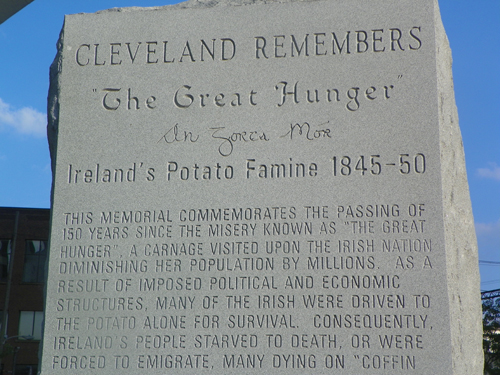 CLEVELAND REMEMBERS
"The Great Hunger"
An Gorta Mór
Ireland's Potato Famine 1845-50
THIS MEMORIAL COMMEMORATES THE PASSING OF
150 YEARS SINCE THE MISERY KNOWN AS "THE GREAT
HUNGER". A CARNAGE VISITED UPON THE IRISH NATION
DIMINISHING HER POPULATION BY MILLIONS. AS A
RESULT OF IMPOSED POLITICAL AND ECONOMIC
STRUCTURES, MANY OF THE IRISH WERE DRIVEN TO
THE POTATO ALONE FOR SURVIVAL. CONSEQUENTLY,
IRELAND'S PEOPLE STARVED TO DEATH, OR WERE
FORCED TO EMIGRATE, MANY DYING ON "COFFIN